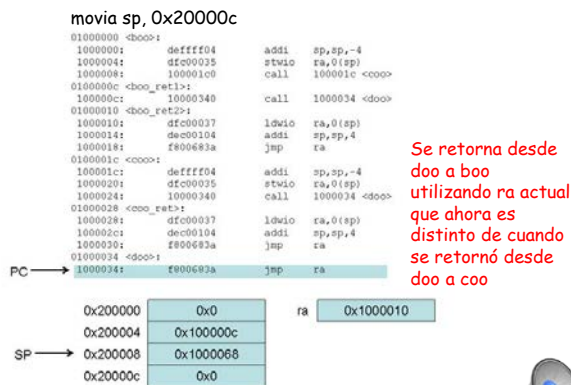 movia sp, 0x20000c
01000000 <boo>:
1000000: deffff04 addi sp,sp,-4
1000004: dfc00035 stwio ra,0(sp)
1000008: 100001c0 call 100001c <coo>
0100000c <boo_ret1>:
100000c: 10000340 call 1000034 <doo>
01000010 <boo_ret2>:
1000010: dfc00037 ldwio ra,0(sp)
1000014: dec00104 addi sp,sp,4
1000018: f800683a jmp ra
0100001c <coo>:
100001c: deffff04 addi sp,sp,-4
1000020: dfc00035 stwio ra,0(sp)
1000024: 10000340 call 1000034 <doo>
01000028 <coo_ret>:
1000028: dfc00037 ldwio ra,0(sp)
100002c: dec00104 addi sp,sp,4
1000030: f800683a jmp ra
01000034 <doo>:
PC 1000034: f800683a jmp ra
Se retorna desde
doo a boo
utilizando ra actual
que ahora es
distinto de cuando
se retornó desde
doo a coo
0x200000 0x0 ra 0x1000010
0x200004 0x100000c
SP 0x200008 0x1000068
0x20000c 0x0